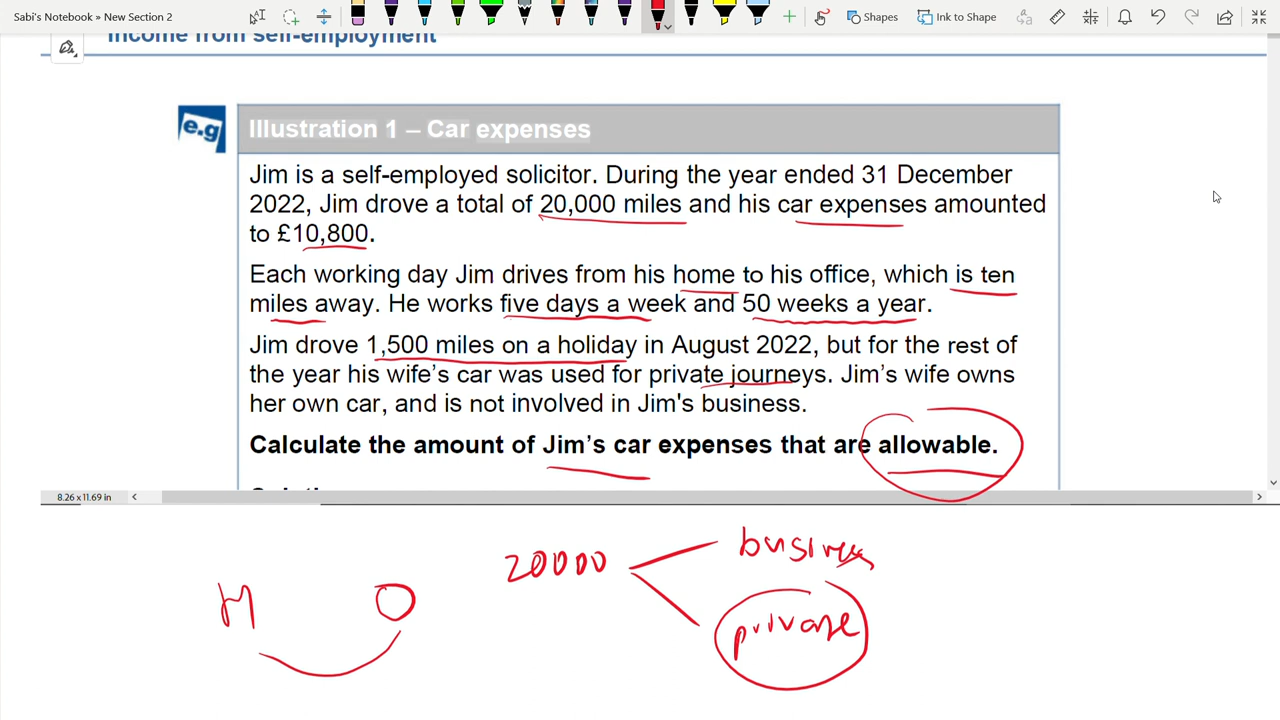 Sabi's Notebook » New Section 2
Shapes
Ink to Shape
Income from self-employment
e.g
Illustration 1 – Car expenses
Jim is a self-employed solicitor. During the year ended 31 December
2022, Jim drove a total of 20,000 miles and his car expenses amounted
to £10,800.
Each working day Jim drives from his home to his office, which is ten
miles away. He works five days a week and 50 weeks a year.
Jim drove 1,500 miles on a holiday in August 2022, but for the rest of
the year his wife's car was used for private journeys. Jim's wife owns
her own car, and is not involved in Jim's business.
Calculate the amount of Jim's car expenses that are allowable.
8.26 x 11.69 in
20000
business
H O
private